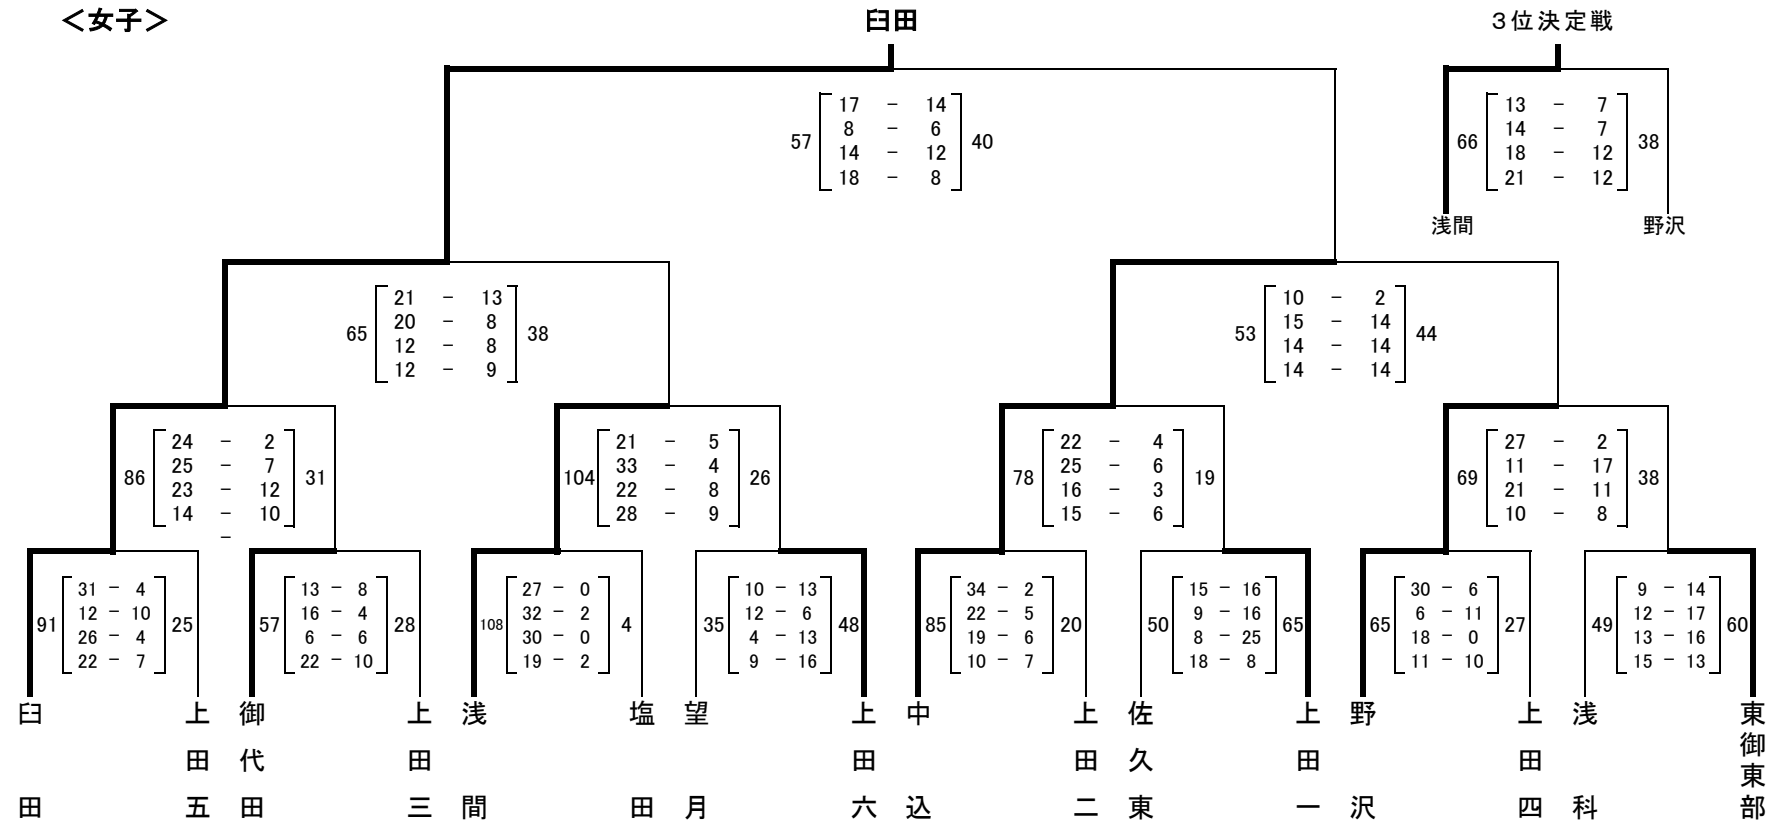 ＜女子＞ 臼田 ３位決定戦
17 － 14
8 － 6
57 14 － 12 40
18 － 8
13 － 7
14 － 7
66 18 － 12 38
21 － 12
浅間 野沢
21 － 13
20 － 8
65 12 － 8 38
12 － 9
10 － 2
15 － 14
53 14 － 14 44
14 － 14
24 － 2
25 － 7
86 23 － 12 31
14 － 10
－
21 － 5
33 － 4
104 22 － 8 26
28 － 9
22 － 4
25 － 6
78 16 － 3 19
15 － 6
27 － 2
11 － 17
69 21 － 11 38
10 － 8
31 － 4
12 － 10
91 26 － 4 25
22 － 7
13 － 8
16 － 4
57 6 － 6 28
22 － 10
27 － 0
32 － 2
108 30 － 0 4
19 － 2
10 － 13
12 － 6
35 4 － 13 48
9 － 16
34 － 2
22 － 5
85 19 － 6 20
10 － 7
15 － 16
9 － 16
50 8 － 25 65
18 － 8
30 － 6
6 － 11
65 18 － 0 27
11 － 10
9 － 14
12 － 17
49 13 － 16 60
15 － 13
臼田
上田五
御代田
上田三
浅間
塩田
望月
上田六
中込
上田二
佐久東
上田一
野沢
上田四
浅科
東御東部